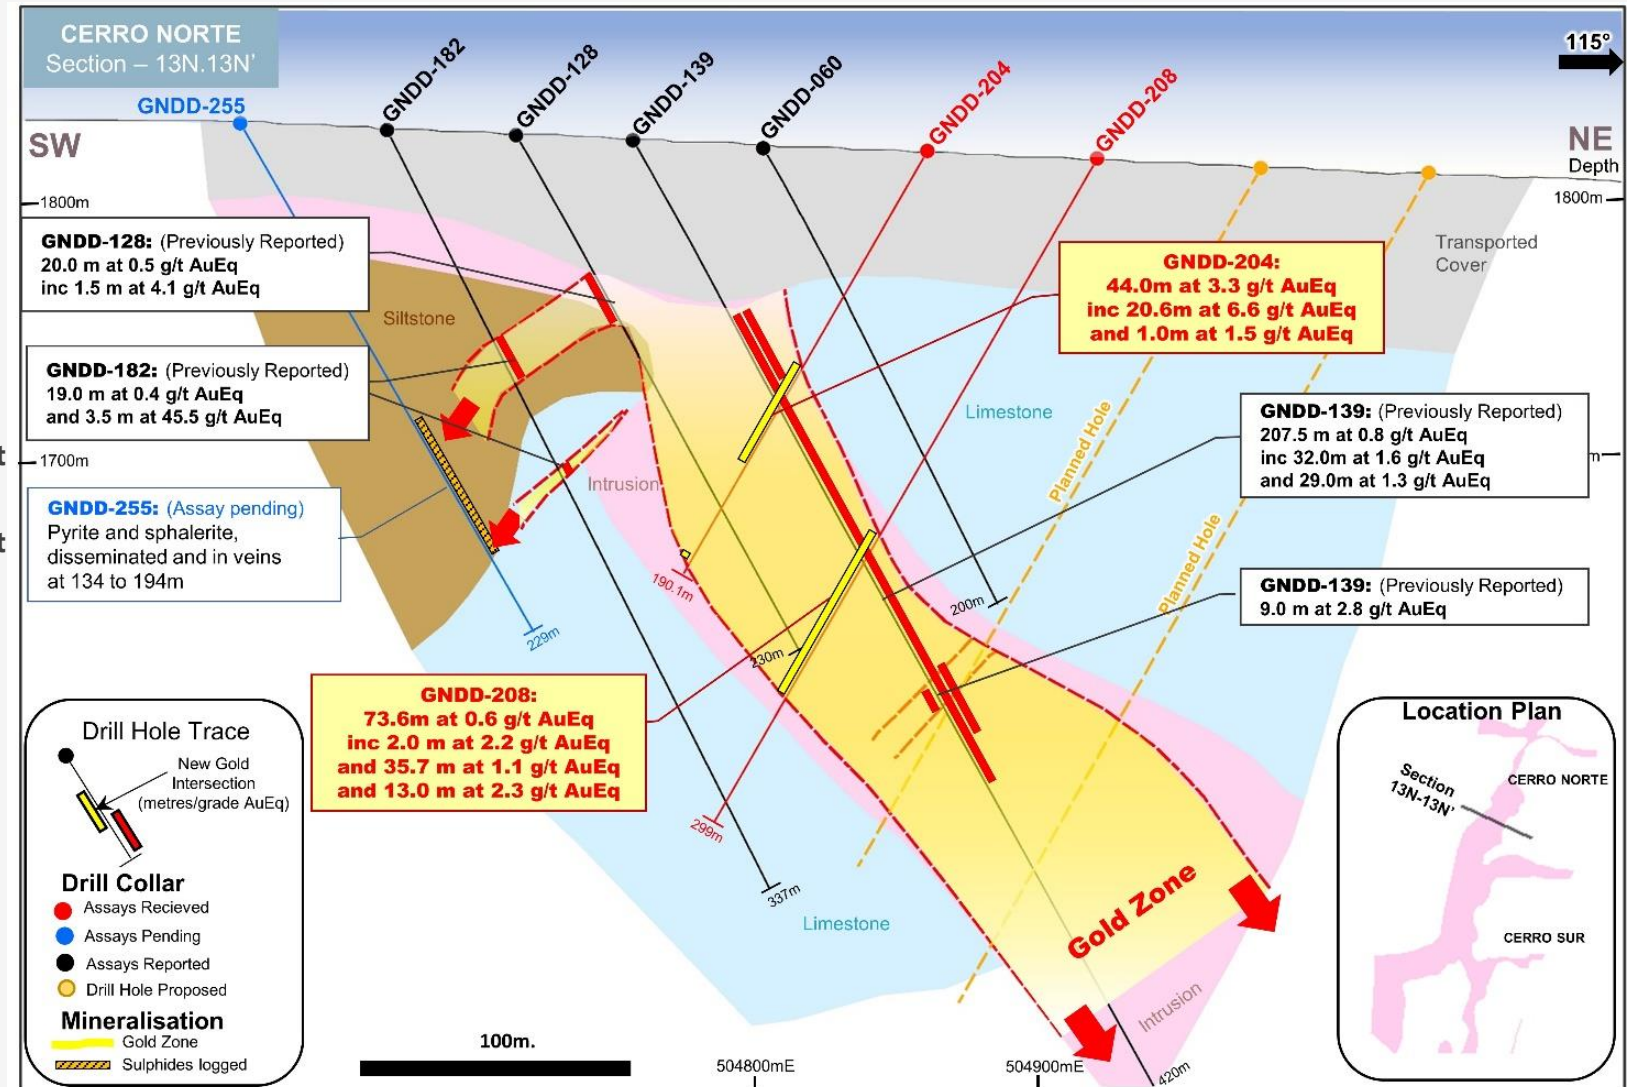 CERRO NORTE
Section – 13N.13N'
GNDD-255
GNDD-182
GNDD-128
GNDD-139
GNDD-060
GNDD-204
GNDD-208
115°
SW
NE
Depth
1800m
1800m
Transported
Cover
GNDD-128: (Previously Reported)
20.0 m at 0.5 g/t AuEq
inc 1.5 m at 4.1 g/t AuEq
GNDD-204:
44.0m at 3.3 g/t AuEq
inc 20.6m at 6.6 g/t AuEq
and 1.0m at 1.5 g/t AuEq
Siltstone
GNDD-182: (Previously Reported)
19.0 m at 0.4 g/t AuEq
and 3.5 m at 45.5 g/t AuEq
Limestone
GNDD-139: (Previously Reported)
207.5 m at 0.8 g/t AuEq
inc 32.0m at 1.6 g/t AuEq
and 29.0m at 1.3 g/t AuEq
t
1700m
m
Planned Hole
Intrusion
GNDD-255: (Assay pending)
Pyrite and sphalerite,
disseminated and in veins
at 134 to 194m
t
Planned Hole
190.1m
200m
GNDD-139: (Previously Reported)
9.0 m at 2.8 g/t AuEq
229m
230m
GNDD-208:
73.6m at 0.6 g/t AuEq
inc 2.0 m at 2.2 g/t AuEq
and 35.7 m at 1.1 g/t AuEq
and 13.0 m at 2.3 g/t AuEq
299m
337m
Limestone
Gold Zone
Intrusion
420m
Drill Hole Trace
New Gold
Intersection
(metres/grade AuEq)
Drill Collar
Assays Recieved
Assays Pending
Assays Reported
Drill Hole Proposed
Mineralisation
Gold Zone
Sulphides logged
100m.
504800mE
504900mE
Location Plan
Section
13N-13N'
CERRO NORTE
CERRO SUR